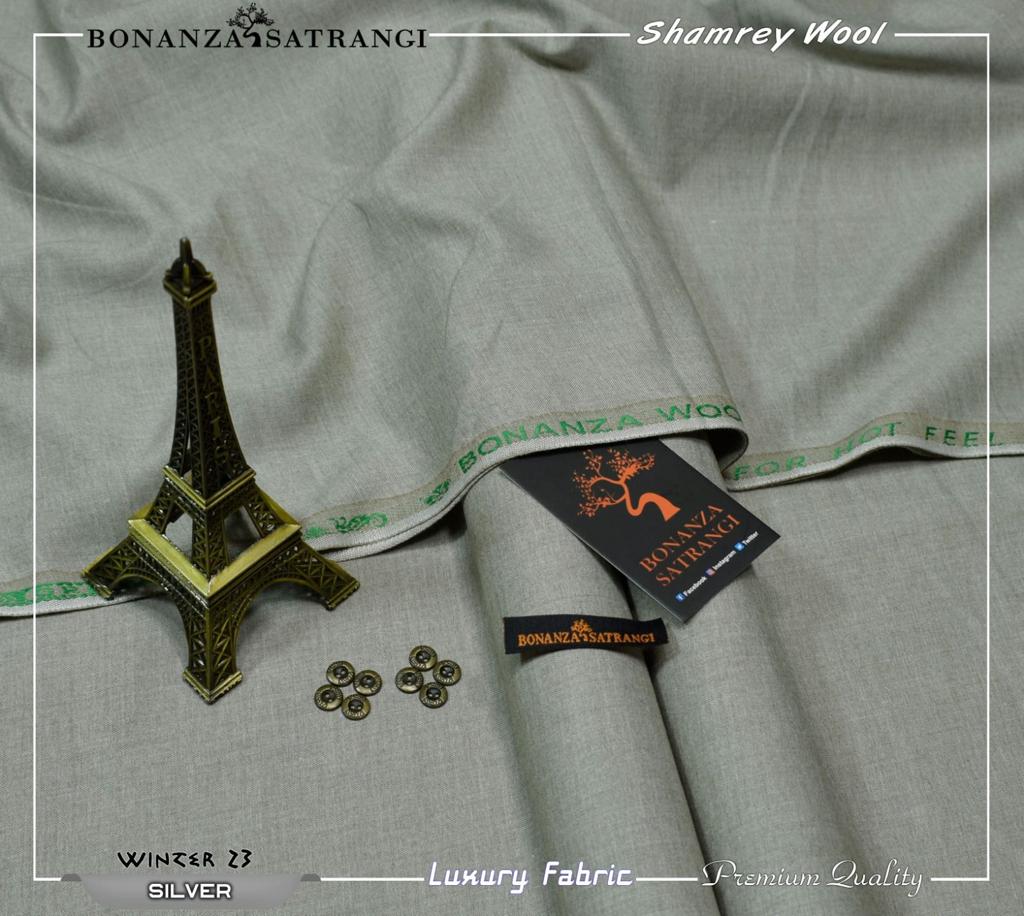 BONANZA SATRANGI
Shamrey Wool
PARIS
BONANZA WOO
FOR HOT FEEL
BONANZA
SATRANGI
Facebook Instagram Twitter
BONANZA SATRANGI
WINTER 23
SILVER
Luxury Fabric
Premium Quality